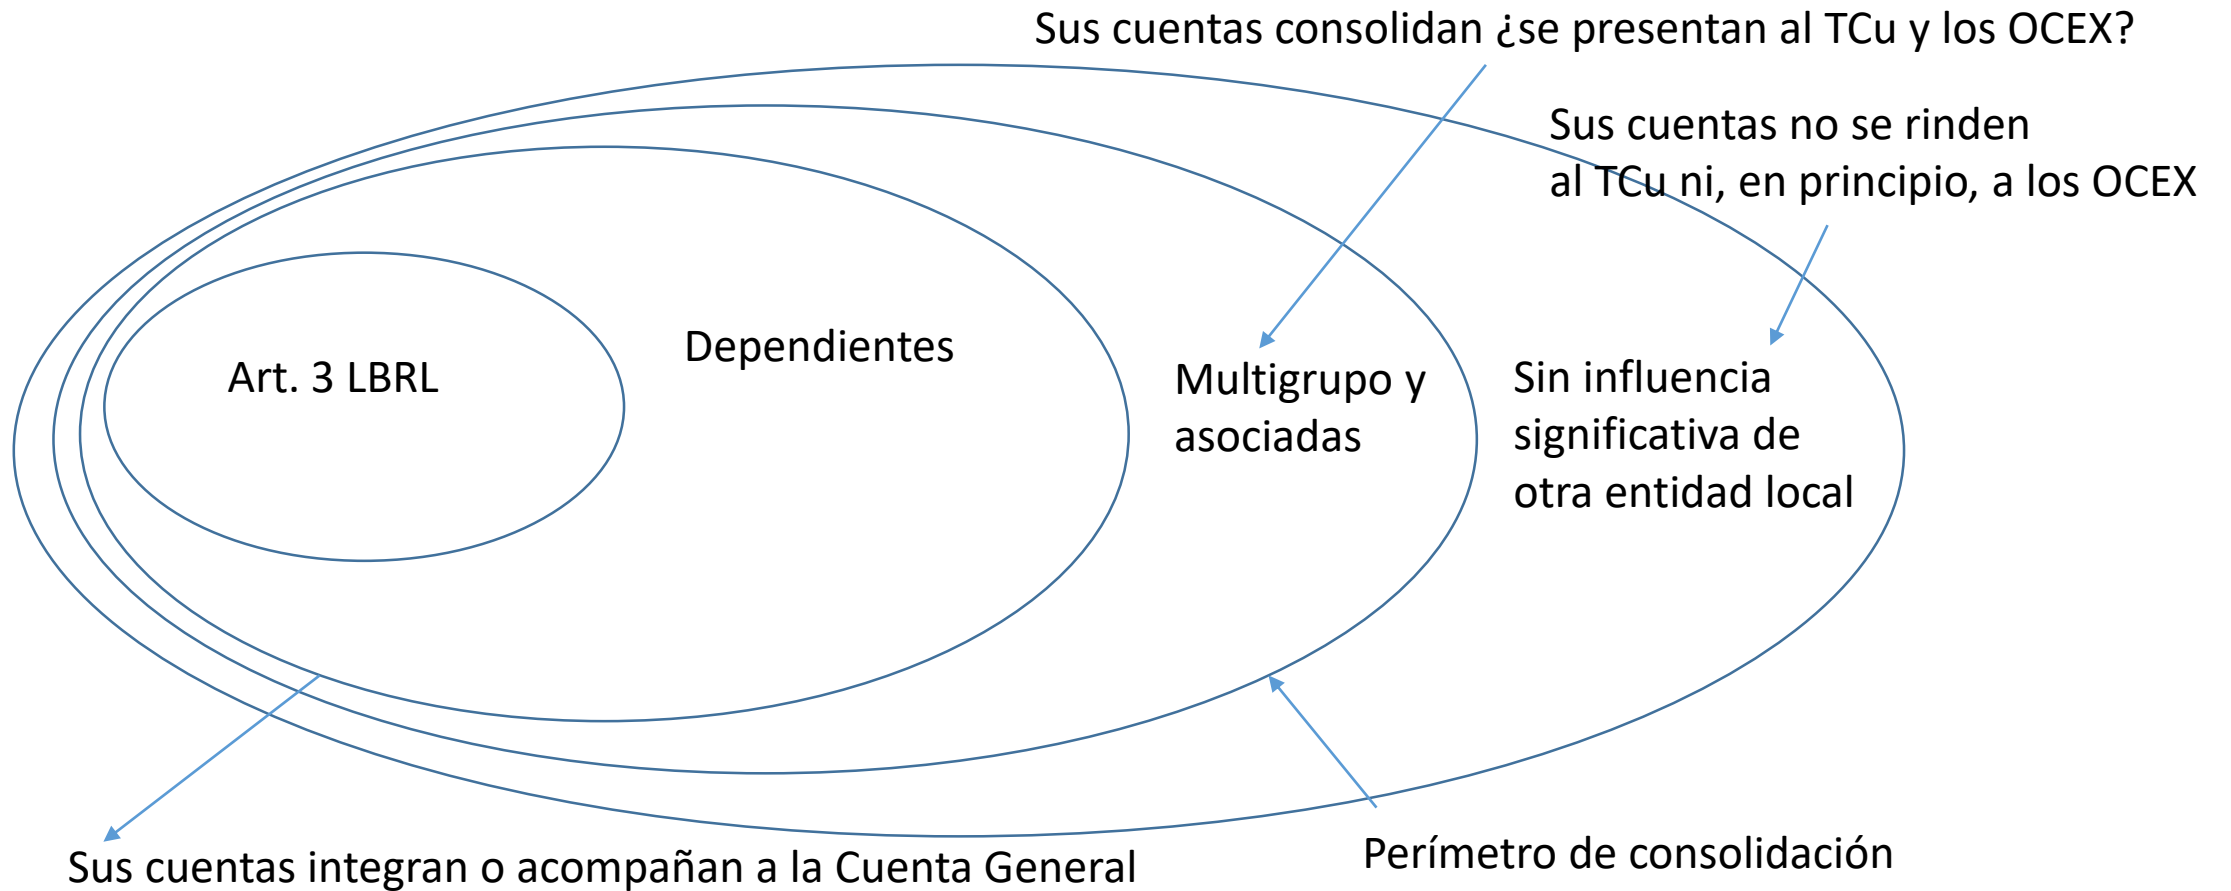 Sus cuentas consolidan ¿se presentan al TCu y los OCEX?
Sus cuentas no se rinden
al TCu ni, en principio, a los OCEX
Art. 3 LBRL
Dependientes
Multigrupo y
asociadas
Sin influencia
significativa de
otra entidad local
Sus cuentas integran o acompañan a la Cuenta General
Perímetro de consolidación